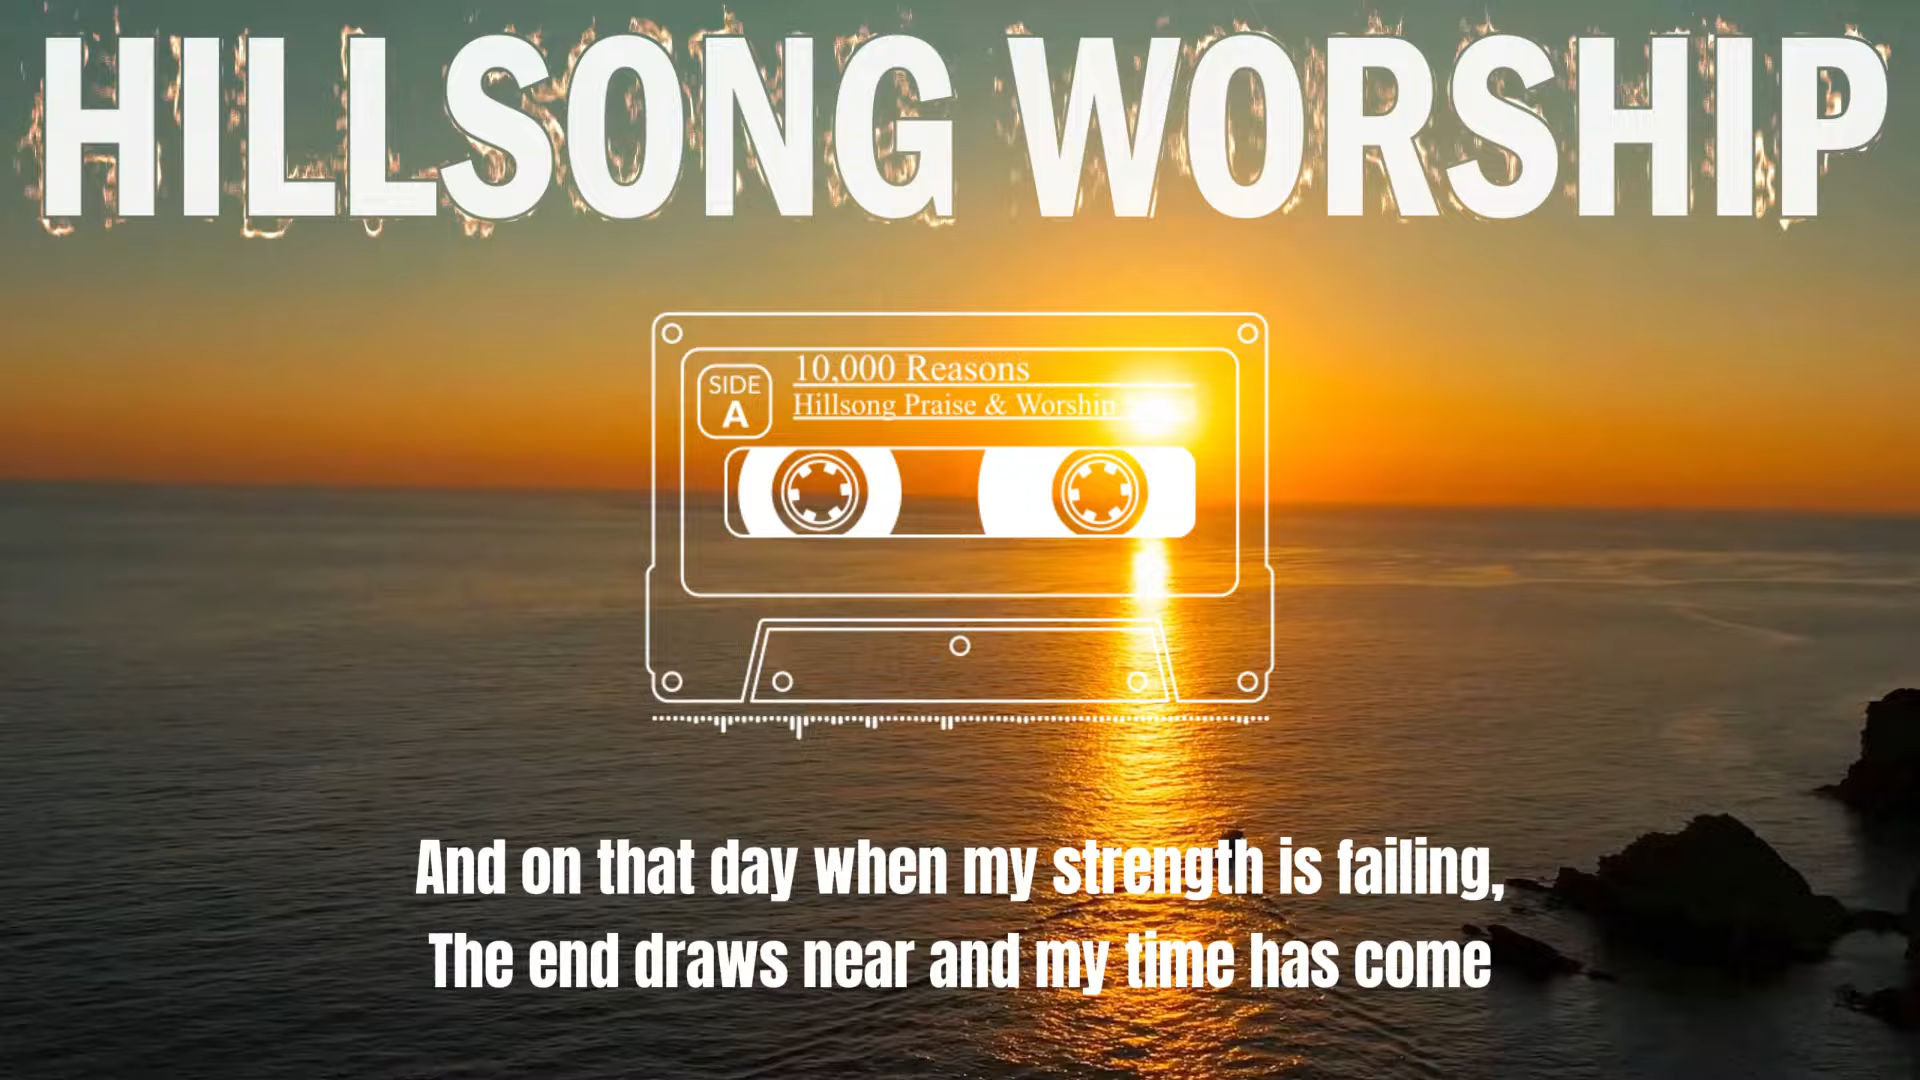 HILLSONG WORSHIP
SIDE
A
10,000 Reasons
Hillsong Praise & Worship
And on that day when my strength is failing,
The end draws near and my time has come